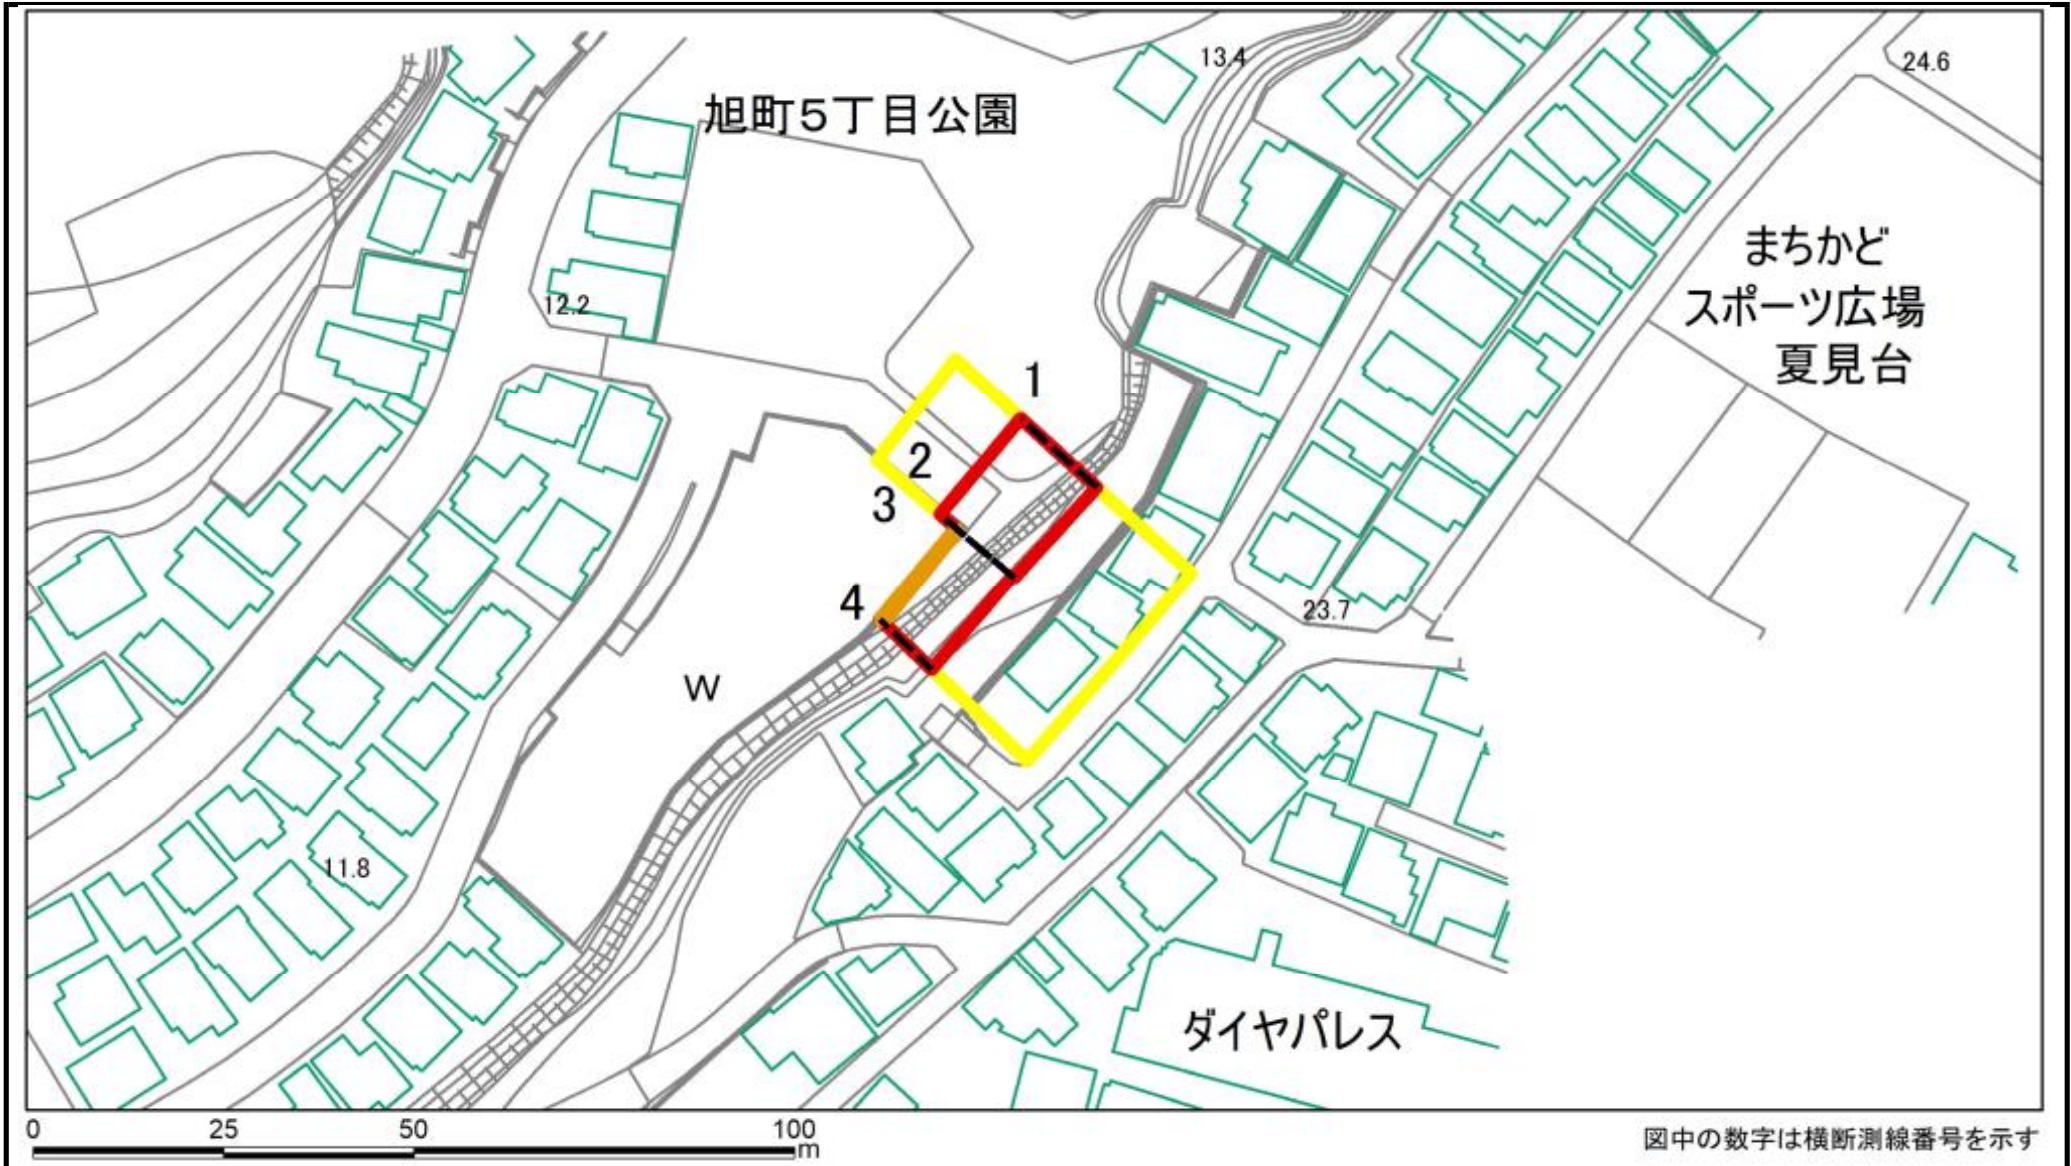 13.4
24.6
旭町5丁目公園
まちかど
スポーツ広場
夏見台
12.2
1
2
3
4
23.7
W
11.8
ダイヤパレス
0 25 50 100
m
図中の数字は横断測線番号を示す